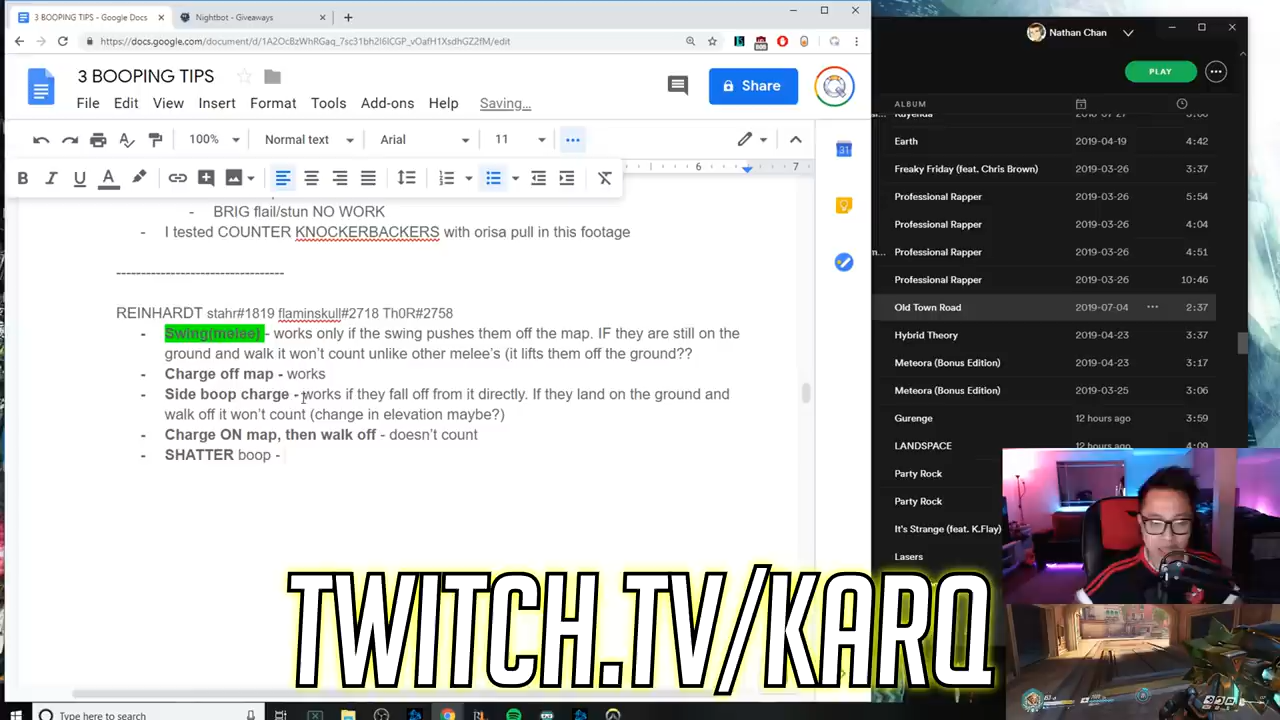 3 BOOPING TIPS - Google Docs
Nightbot - Giveaways
Nathan Chan
3 BOOPING TIPS
PLAY
File Edit View Insert Format Tools Add-ons Help Saving...
Share
ALBUM
100% Normal text Arial 11
Earth 2019-04-19 4:42
6 7
Freaky Friday (feat. Chris Brown) 2019-03-26 3:37
Professional Rapper 2019-03-26 5:54
- BRIG flail/stun NO WORK
Professional Rapper 2019-03-26 4:04
- I tested COUNTER KNOCKERBACKERS with orisa pull in this footage
Professional Rapper 2019-03-26 4:51
---------------------------------
Professional Rapper 2019-03-26 10:46
REINHARDT stahr#1819 flaminskull#2718 Th0R#2758
Old Town Road 2019-07-04 2:37
- Swing(melee) - works only if the swing pushes them off the map. IF they are still on the
ground and walk it won't count unlike other melee's (it lifts them off the ground??
Hybrid Theory 2019-03-26 3:37
- Charge off map - works
Meteora (Bonus Edition) 2019-03-26 3:17
- Side boop charge - works if they fall off from it directly. If they land on the ground and
walk off it won't count (change in elevation maybe?)
Meteora (Bonus Edition) 2019-03-25 3:06
- Charge ON map, then walk off - doesn't count
Gurenge 12 hours ago 3:59
- SHATTER boop -
LANDSPACE 12 hours ago 4:09
Party Rock
Party Rock
It's Strange (feat. K.Flay)
Lasers
TWITCH.TV/KARQ
Type here to search